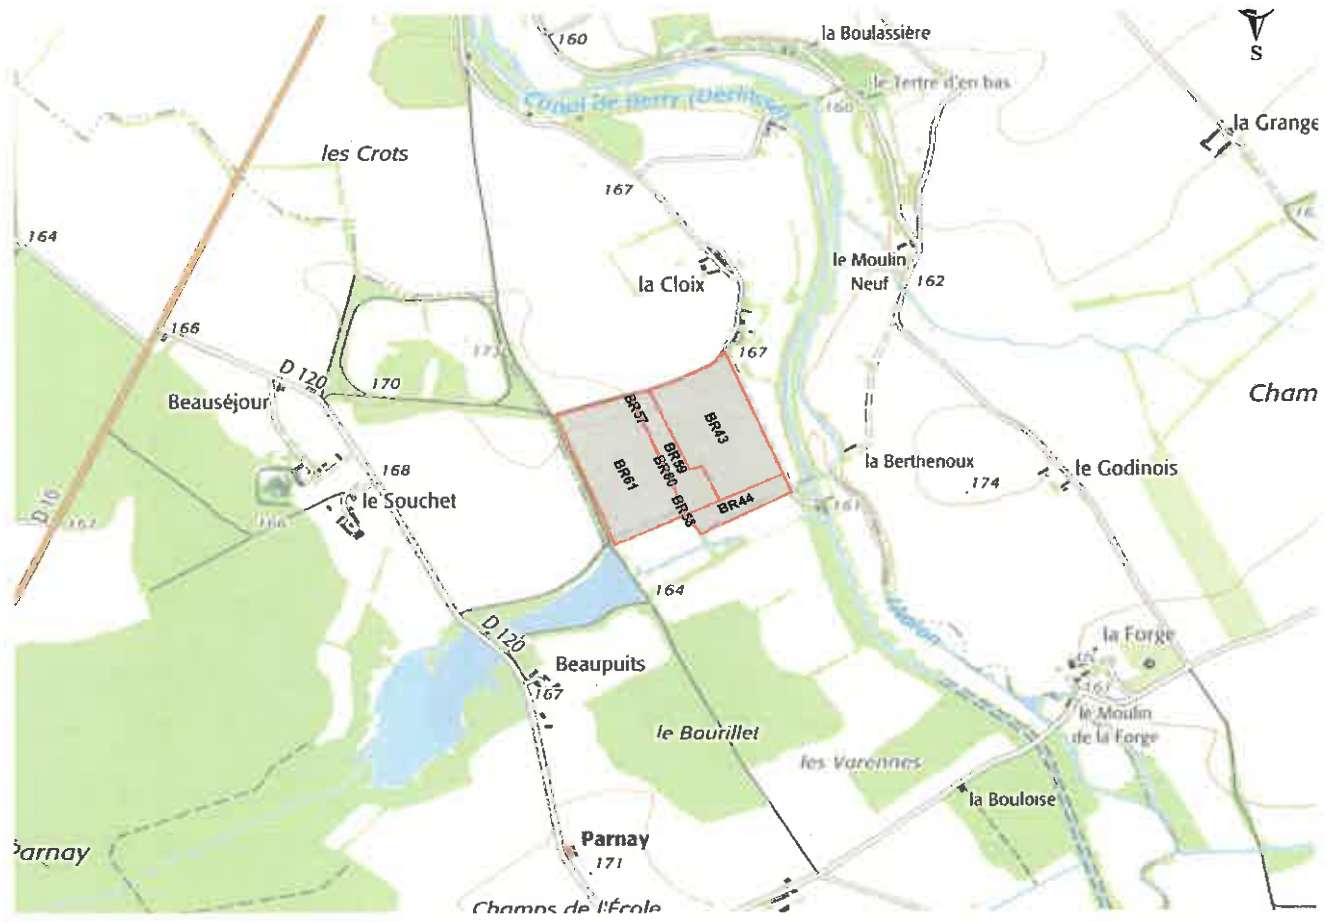 160
la Boulassière
S
le Tertre d'en bas
Canal De Berry (Déclassé)
160
la Grange
les Crots
167
164
la Cloix
le Moulin
Neuf
162
166
167
D 120
170
Beauséjour
Cham
BR57
BR43
BR59
BR60
BR61
BR58
BR44
la Berthenoux
174
le Godinois
168
le Souchet
D 10
166
161
164
D 120
Beaupuits
167
la Forge
167
le Moulin
de la Forge
le Bourillet
les Varennes
la Bouloise
Parnay
Parnay
171
Champs de l'École